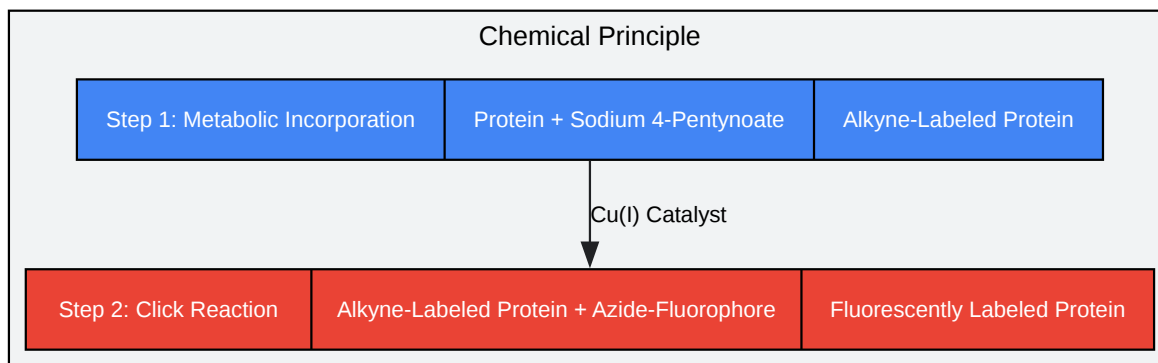 Chemical Principle
Step 1: Metabolic Incorporation
Protein + Sodium 4-Pentynoate
Alkyne-Labeled Protein
Cu(I) Catalyst
Step 2: Click Reaction
Alkyne-Labeled Protein + Azide-Fluorophore
Fluorescently Labeled Protein